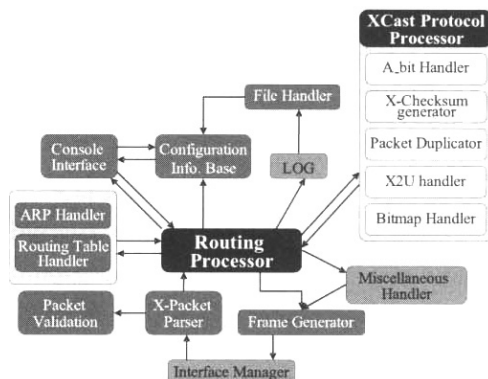 XCast Protocol
Processor
A_bit Handler
X-Checksum
generator
Packet Duplicator
X2U handler
Bitmap Handler
File Handler
Console
Interface
Configuration
Info. Base
LOG
ARP Handler
Routing Table
Handler
Routing
Processor
Miscellaneous
Handler
Packet
Validation
X-Packet
Parser
Frame Generator
Interface Manager